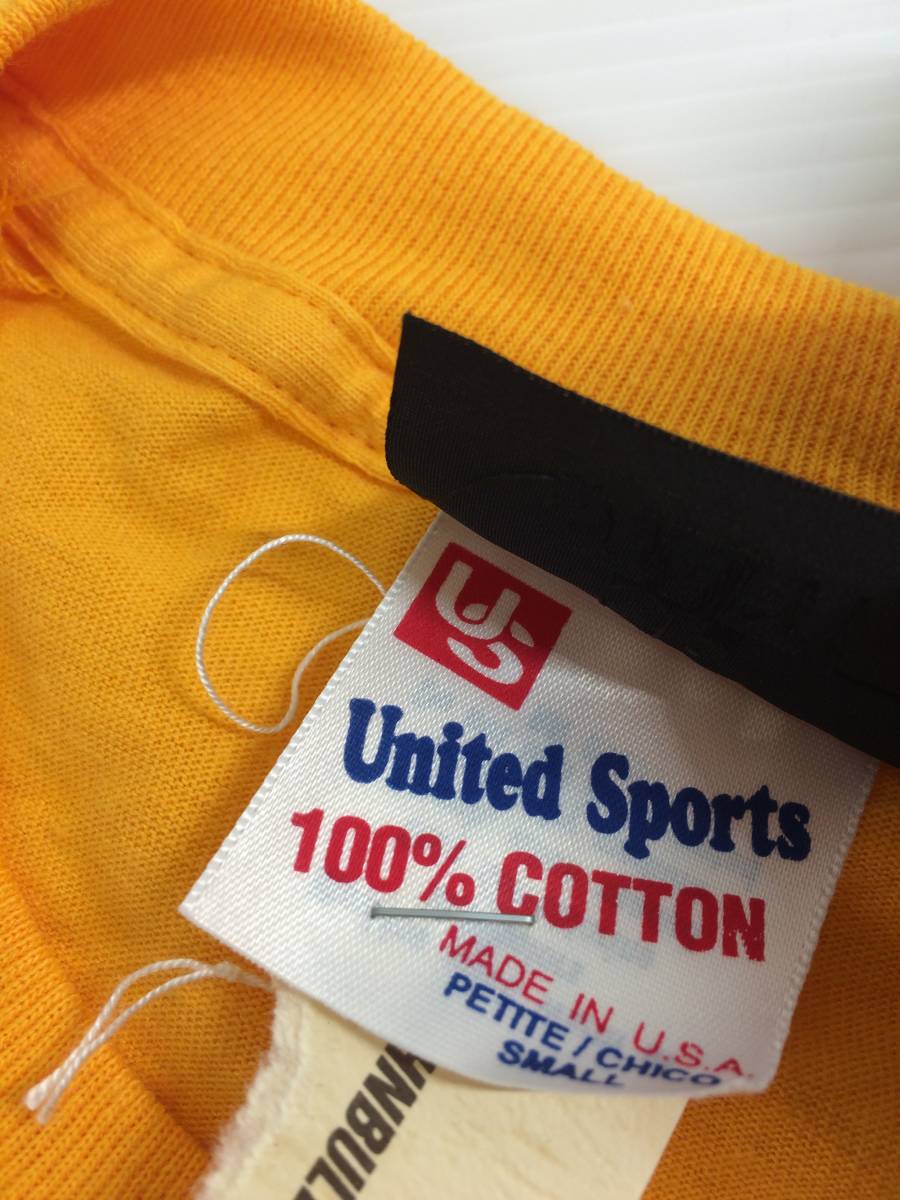 US
United Sports
100% COTTON
MADE IN U.S.A.
PETITE / CHICO
SMALL